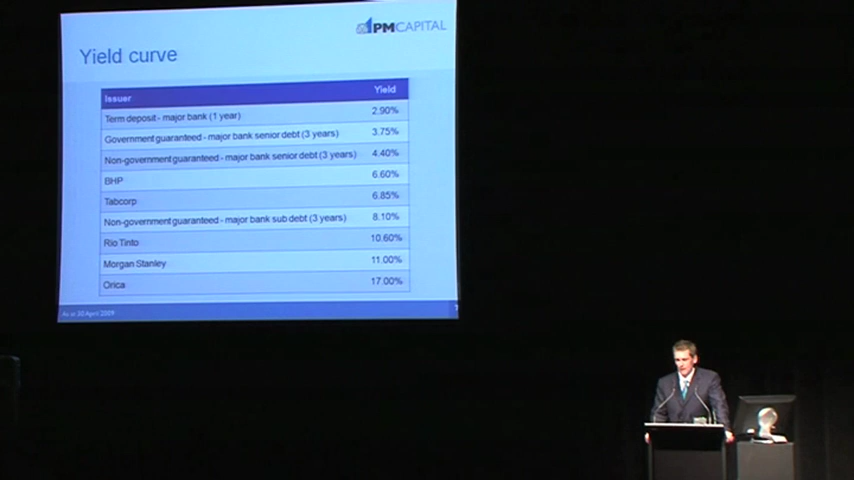 PMCAPITAL
Yield curve
Issuer Yield
Term deposit - major bank (1 year) 2.90%
Government guaranteed - major bank senior debt (3 years) 3.75%
Non-government guaranteed - major bank senior debt (3 years) 4.40%
BHP 6.60%
Tabcorp 6.85%
Non-government guaranteed - major bank sub debt (3 years) 8.10%
Rio Tinto 10.60%
Morgan Stanley 11.00%
Orica 17.00%
As at 30 April 2009